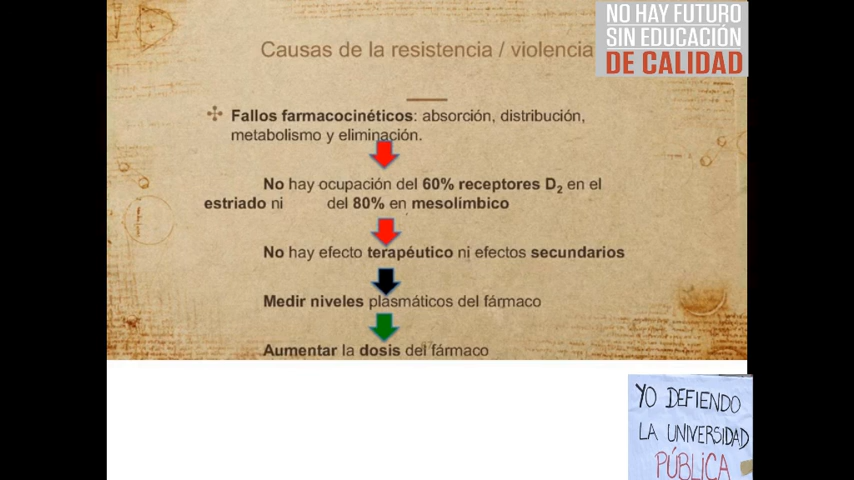 Causas de la resistencia / violencia
NO HAY FUTURO
SIN EDUCACIÓN
DE CALIDAD
Fallos farmacocinéticos: absorción, distribución,
metabolismo y eliminación.
No hay ocupación del 60% receptores D2 en el
estriado ni del 80% en mesolímbico
No hay efecto terapéutico ni efectos secundarios
Medir niveles plasmáticos del fármaco
Aumentar la dosis del fármaco
YO DEFIENDO
LA UNIVERSIDAD
PÚBLICA